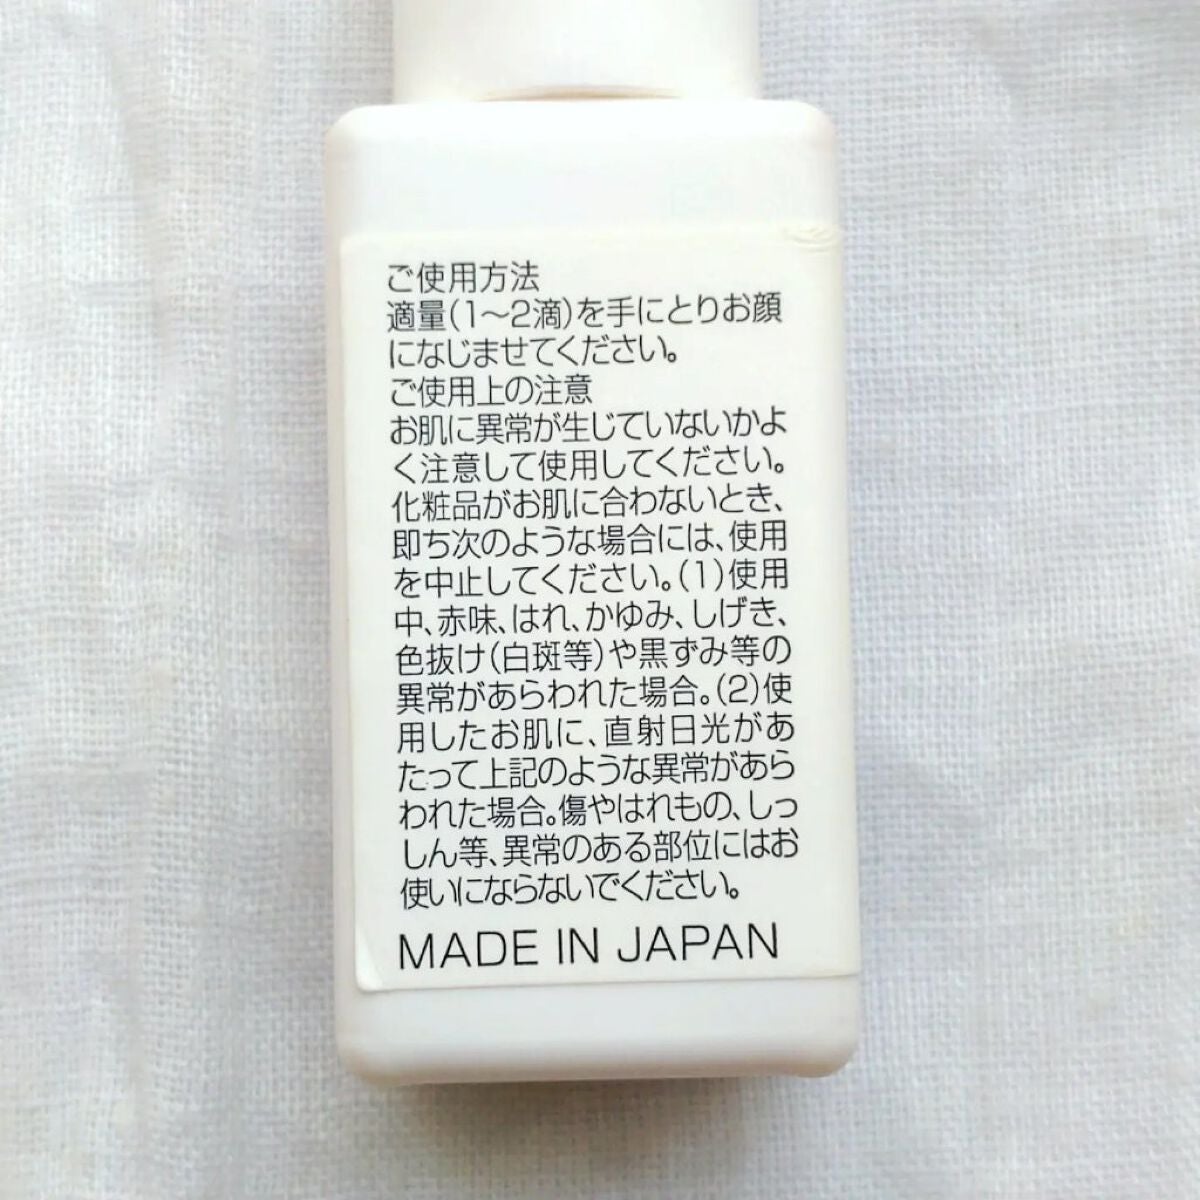 ご使用方法
適量(1〜2滴)を手にとりお顔
になじませてください。
ご使用上の注意
お肌に異常が生じていないかよ
く注意して使用してください。
化粧品がお肌に合わないとき、
即ち次のような場合には、使用
を中止してください。(1)使用
中、赤味、はれ、かゆみ、しげき、
色抜け(白斑等)や黒ずみ等の
異常があらわれた場合。(2)使
用したお肌に、直射日光があ
たって上記のような異常があら
われた場合。傷やはれもの、しっ
しん等、異常のある部位にはお
使いにならないでください。
MADE IN JAPAN